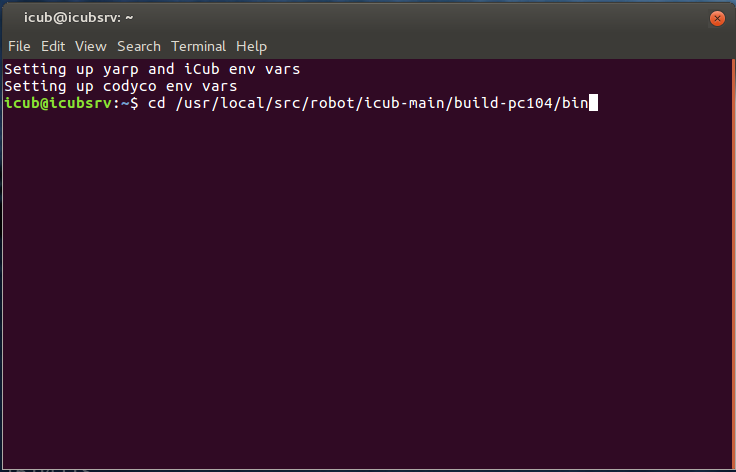 icub@icubsrv: ~
File Edit View Search Terminal Help
Setting up yarp and iCub env vars
Setting up codyco env vars
icub@icubsrv:~$ cd /usr/local/src/robot/icub-main/build-pc104/bin